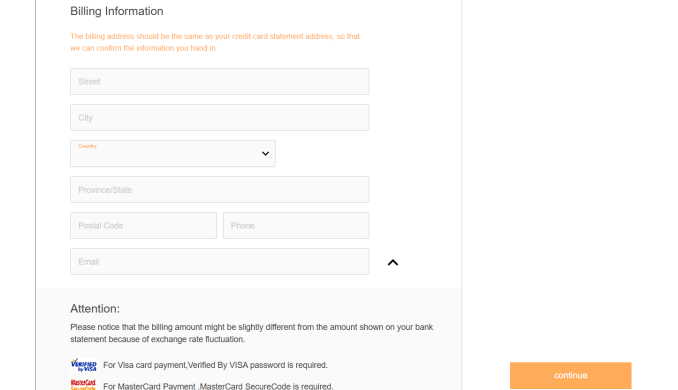 Billing Information
The billing address should be the same as your credit card statement address, so that
we can confirm the information you hand in
Street
City
Country
Province/State
Postal Code Phone
Email
Attention:
Please notice that the billing amount might be slightly different from the amount shown on your bank
statement because of exchange rate fluctuation.
VERIFIED by VISA For Visa card payment,Verified By VISA password is required.
MasterCard SecureCode For MasterCard Payment ,MasterCard SecureCode is required.
continue